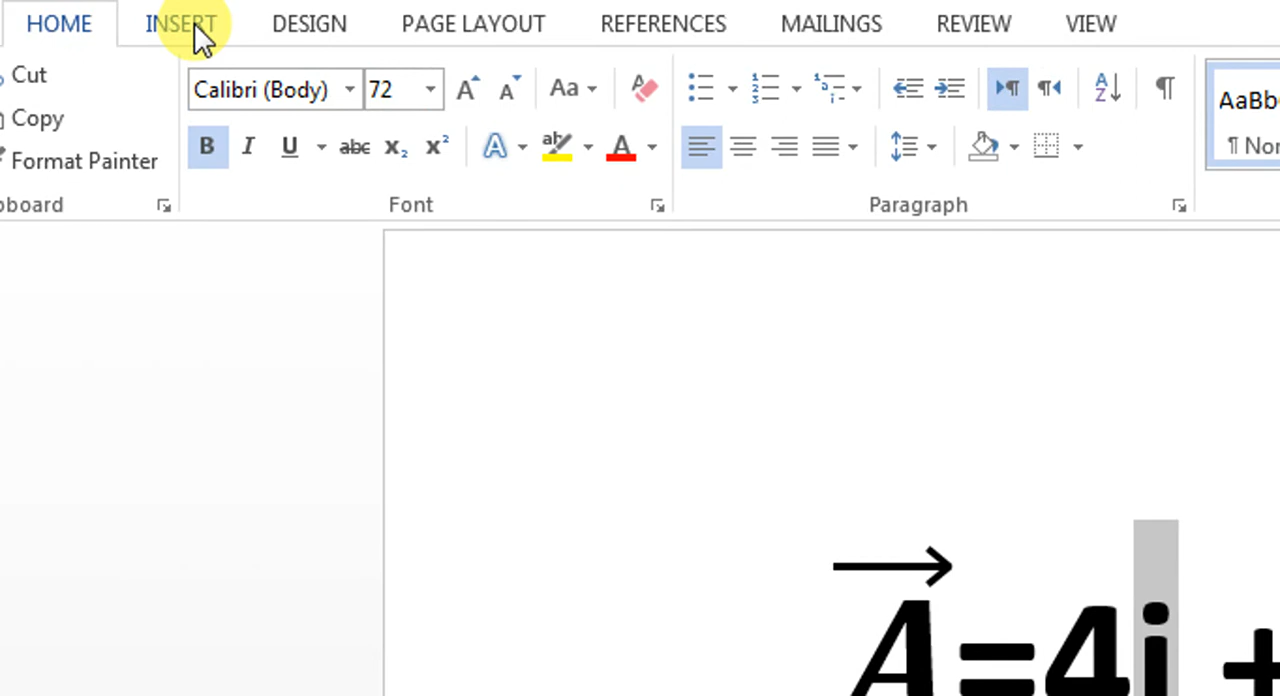 HOME INSERT DESIGN PAGE LAYOUT REFERENCES MAILINGS REVIEW VIEW
Cut
Copy
Format Painter
Calibri (Body) 72 Aa
B I U abc X₂ X² ab A
AaBb
¶ Nor
Font Paragraph
A=4i +